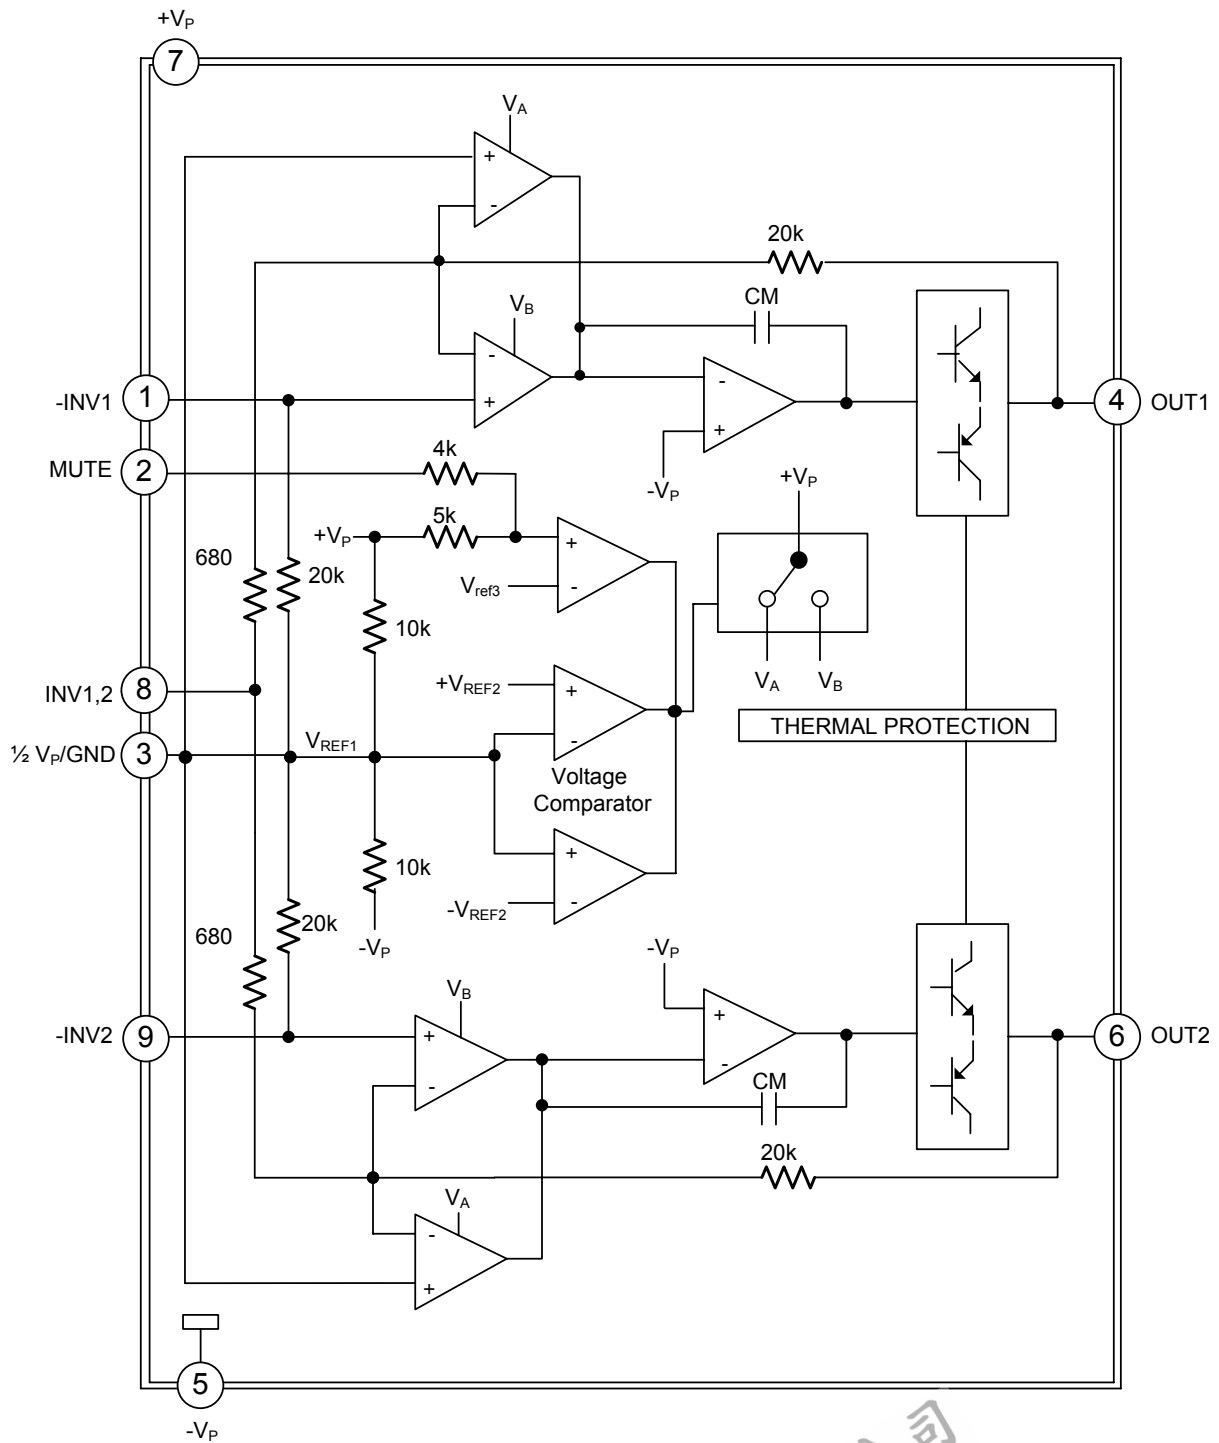 +VP
7
VA
+
-
20k
CM
VB
-
+
-
+
-INV1
1
4
OUT1
MUTE
2
4k
-VP
+VP
+VP
5k
+
-
Vref3
680
20k
10k
VA
VB
INV1,2
8
+VREF2
+
-
THERMAL PROTECTION
½ VP/GND
3
VREF1
Voltage
Comparator
10k
+
-
-VREF2
680
20k
-VP
-VP
VB
+
-
-INV2
9
+
-
6
OUT2
CM
20k
VA
-
+
5
-VP
司